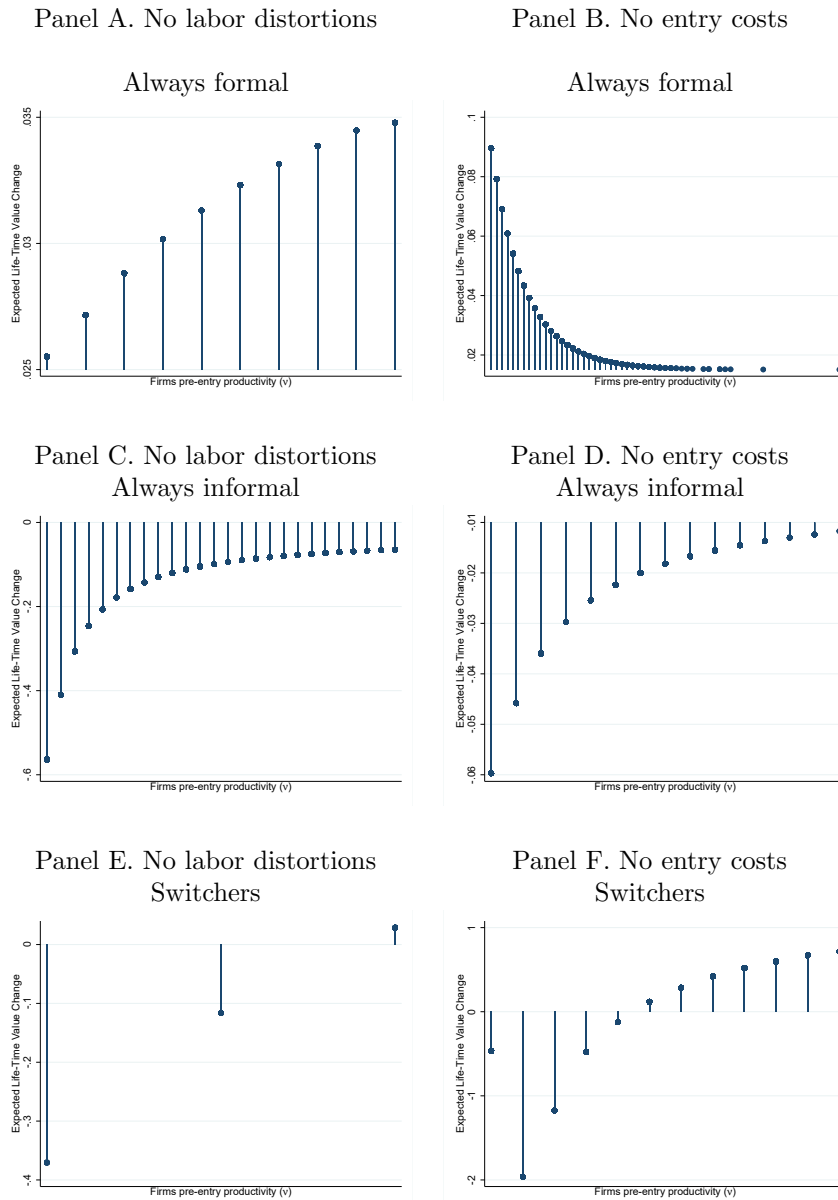 Panel A. No labor distortions
Always formal
.035
.03
.025
Expected Life-Time Value Change
Firms pre-entry productivity (v)
Panel B. No entry costs
Always formal
.1
.08
.06
.04
.02
Expected Life-Time Value Change
Firms pre-entry productivity (v)
Panel C. No labor distortions
Always informal
0
-.2
-.4
-.6
Expected Life-Time Value Change
Firms pre-entry productivity (v)
Panel D. No entry costs
Always informal
-.01
-.02
-.03
-.04
-.05
-.06
Expected Life-Time Value Change
Firms pre-entry productivity (v)
Panel E. No labor distortions
Switchers
0
-.1
-.2
-.3
-.4
Expected Life-Time Value Change
Firms pre-entry productivity (v)
Panel F. No entry costs
Switchers
1
0
-1
-2
Expected Life-Time Value Change
Firms pre-entry productivity (v)